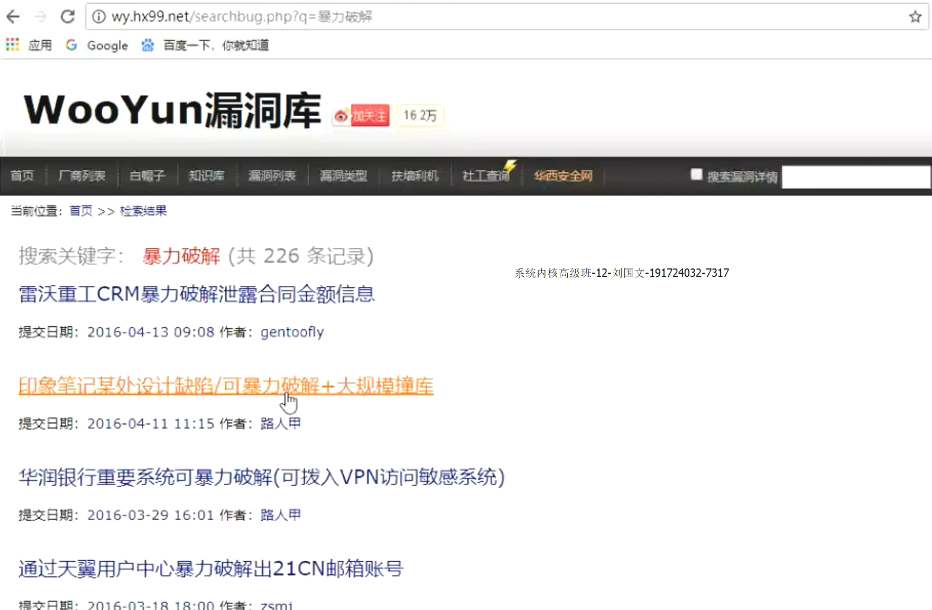 wy.hx99.net/searchbug.php?q=暴力破解
应用 Google 百度一下，你就知道
WooYun漏洞库 加关注 16.2万
首页 厂商列表 白帽子 知识库 漏洞列表 漏洞类型 扶墙利机 社工查询 华西安全网 搜索漏洞详情
当前位置：首页 >> 检索结果
搜索关键字： 暴力破解 (共 226 条记录)
系统内核高级班-12-刘国文-191724032-7317
雷沃重工CRM暴力破解泄露合同金额信息
提交日期：2016-04-13 09:08 作者：gentoofly
印象笔记某处设计缺陷/可暴力破解+大规模撞库
提交日期：2016-04-11 11:15 作者：路人甲
华润银行重要系统可暴力破解(可拨入VPN访问敏感系统)
提交日期：2016-03-29 16:01 作者：路人甲
通过天翼用户中心暴力破解出21CN邮箱账号
提交日期：2016-03-18 18:00 作者：zsmj